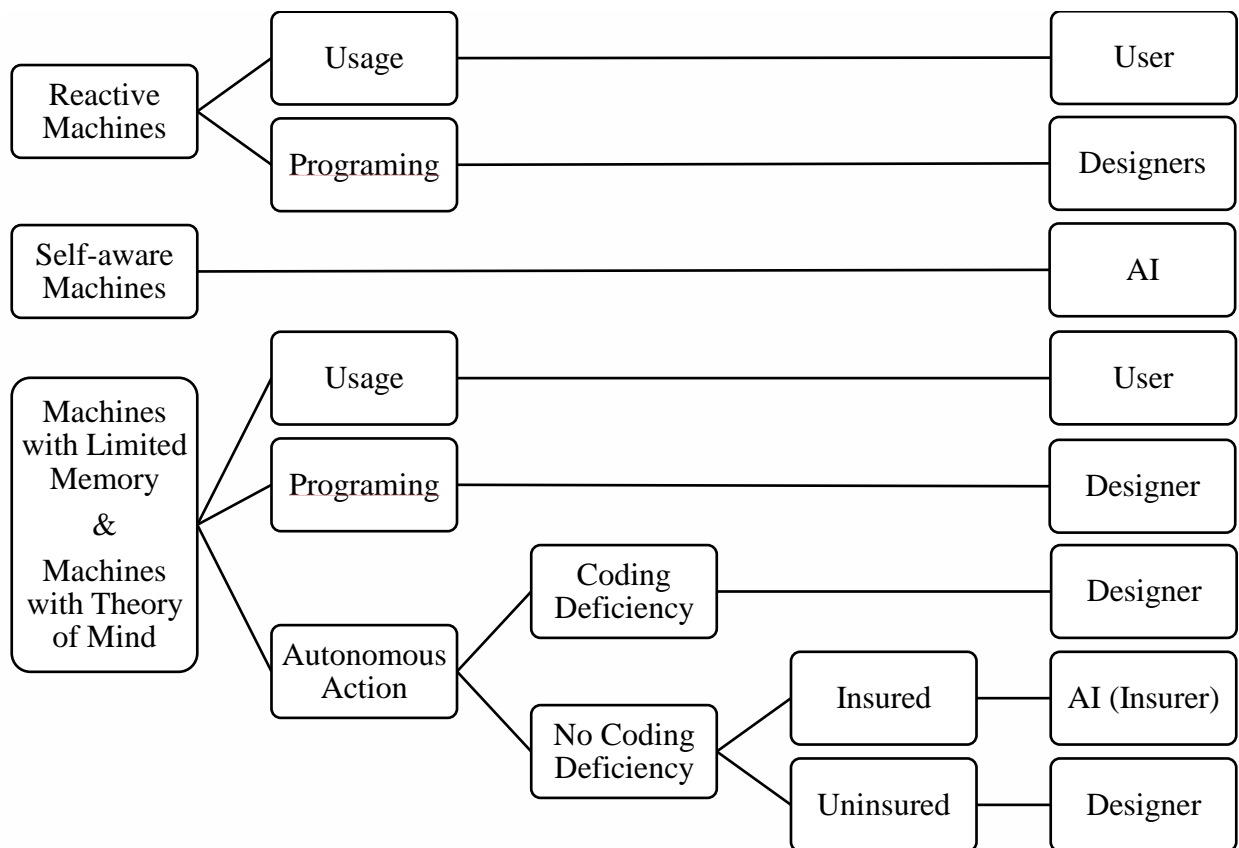 Usage
User
Reactive
Machines
Programing
Designers
Self-aware
Machines
AI
Usage
User
Machines
with Limited
Memory
&
Machines
with Theory
of Mind
Programing
Designer
Coding
Deficiency
Designer
Autonomous
Action
Insured
AI (Insurer)
No Coding
Deficiency
Uninsured
Designer